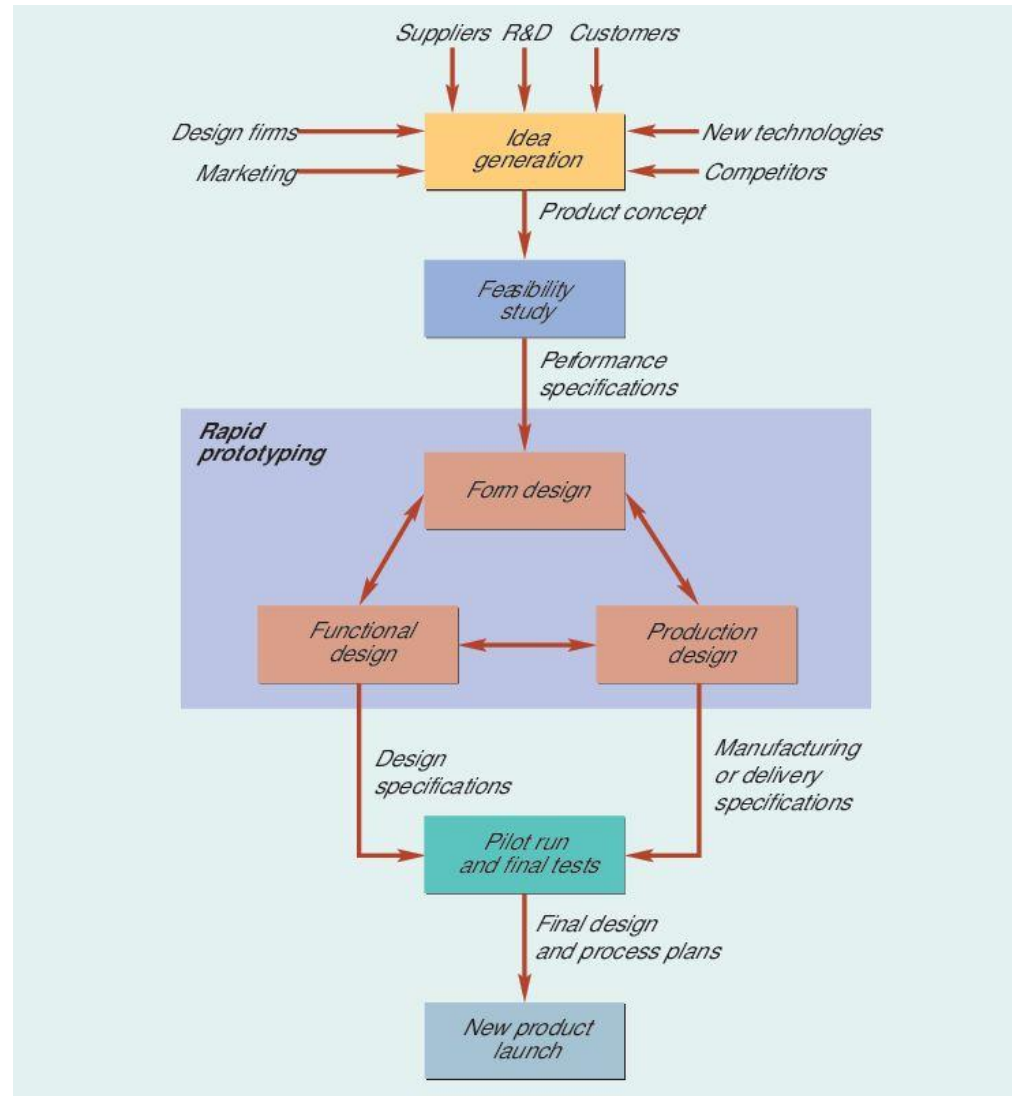 Suppliers R&D Customers
Design firms
New technologies
Idea
generation
Marketing
Competitors
Product concept
Feasibility
study
Performance
specifications
Rapid
prototyping
Form design
Functional
design
Production
design
Design
specifications
Manufacturing
or delivery
specifications
Pilot run
and final tests
Final design
and process plans
New product
launch